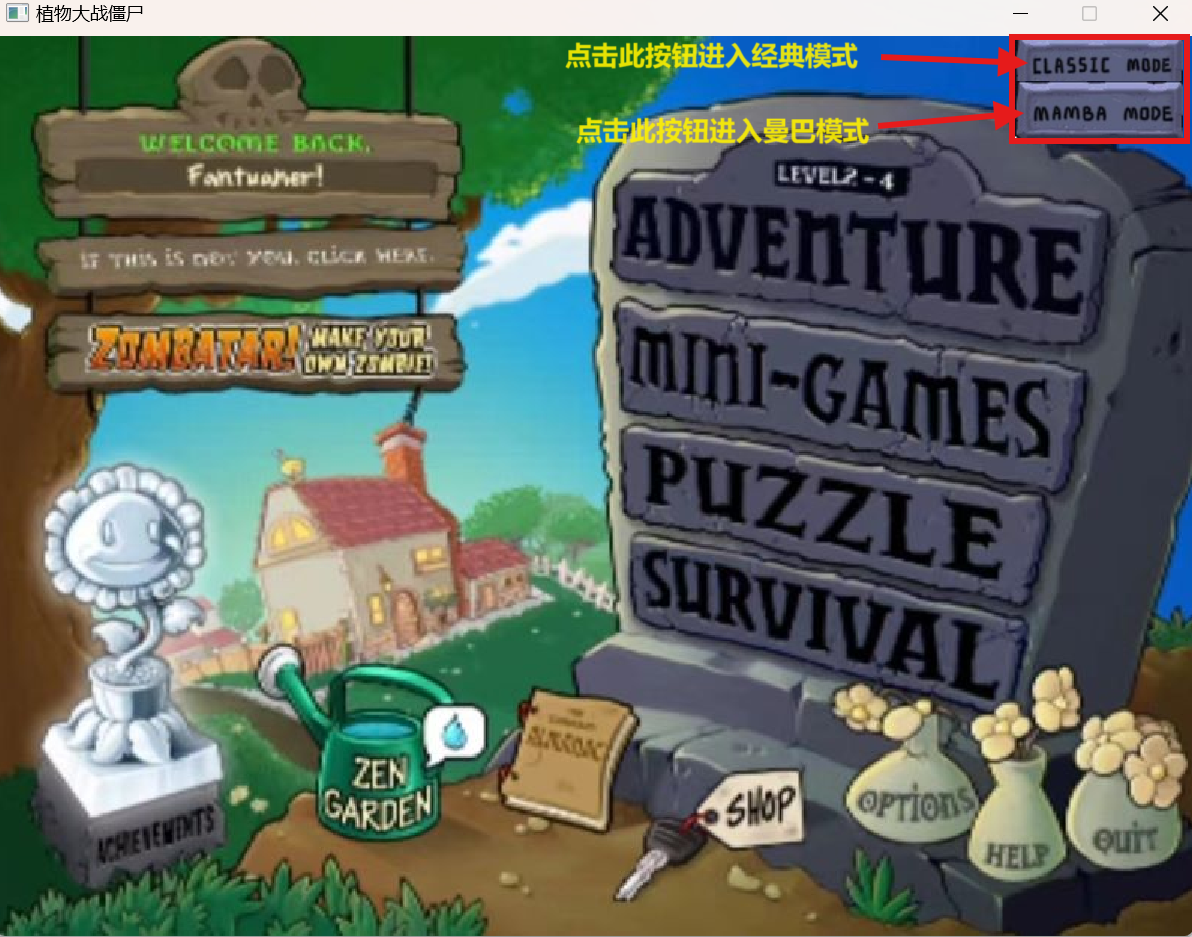 植物大战僵尸
点击此按钮进入经典模式
CLASSIC MODE
点击此按钮进入曼巴模式
MAMBA MODE
WELCOME BACK,
Fantuaner!
IF THIS IS NOT YOU, CLICK HERE.
ZOMBATAR! MAKE YOUR
OWN ZOMBIE!
LEVEL2-4
ADVENTURE
MINI-GAMES
PUZZLE
SURVIVAL
ACHIEVEMENTS
ZEN
GARDEN
ALMANAC
SHOP
OPTIONS
HELP
QUIT